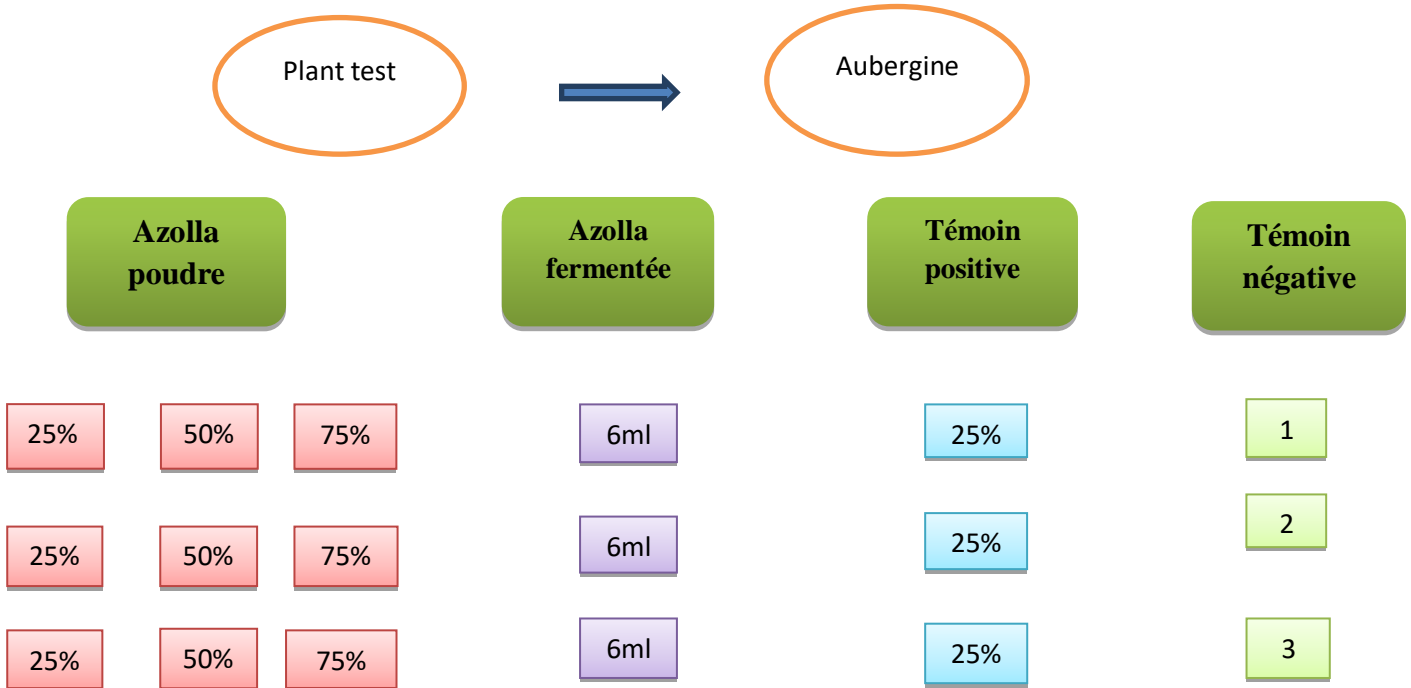 Plant test
Aubergine
Azolla
poudre
Azolla
fermentée
Témoin
positive
Témoin
négative
25% 50% 75% 6ml 25% 1
25% 50% 75% 6ml 25% 2
25% 50% 75% 6ml 25% 3